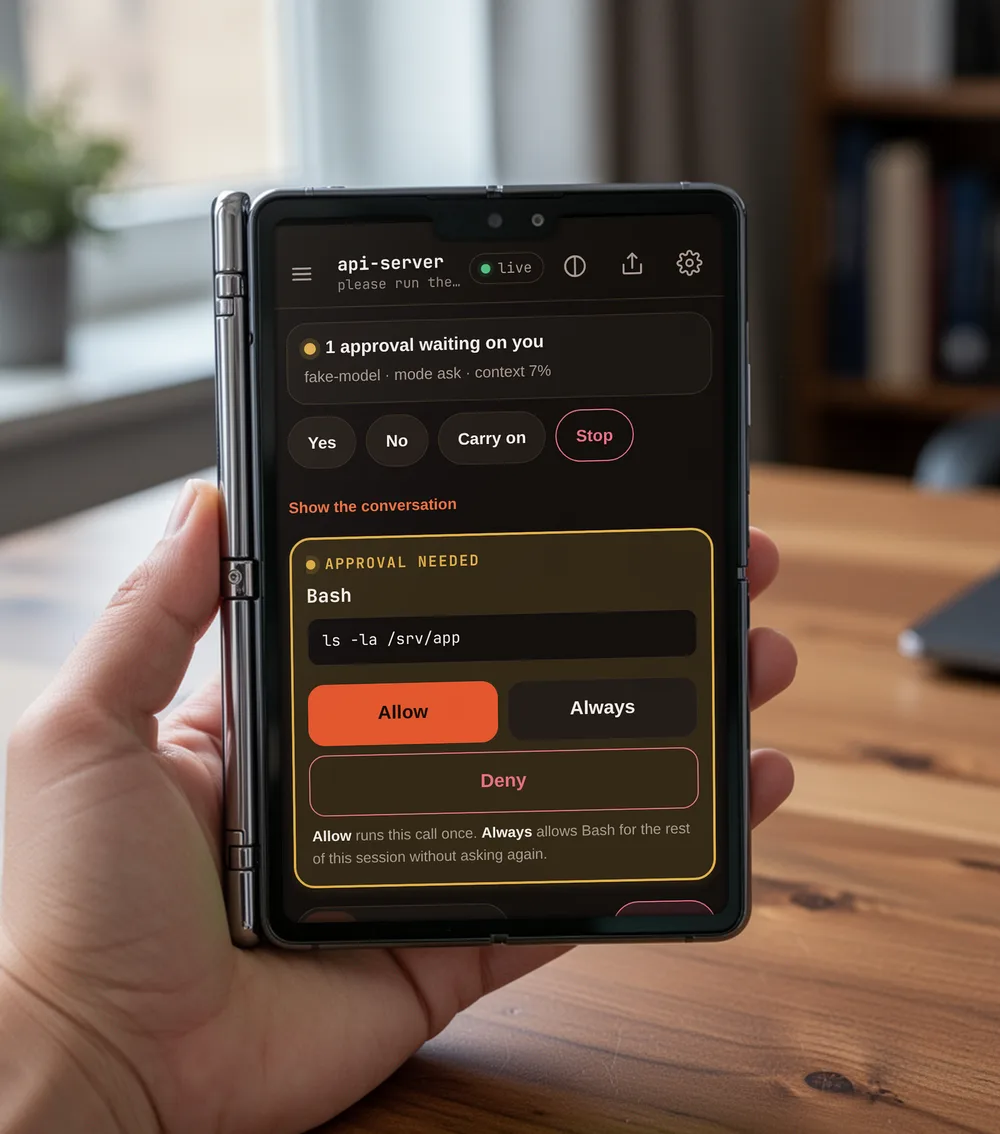 api-server
please run the…
live
1 approval waiting on you
fake-model · mode ask · context 7%
Yes
No
Carry on
Stop
Show the conversation
APPROVAL NEEDED
Bash
ls -la /srv/app
Allow
Always
Deny
Allow runs this call once. Always allows Bash for the rest
of this session without asking again.